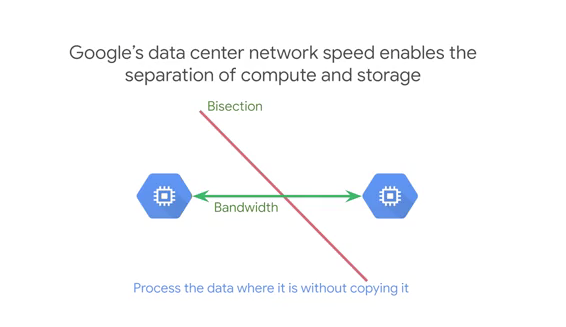 Google's data center network speed enables the
separation of compute and storage
Bisection
Bandwidth
Process the data where it is without copying it